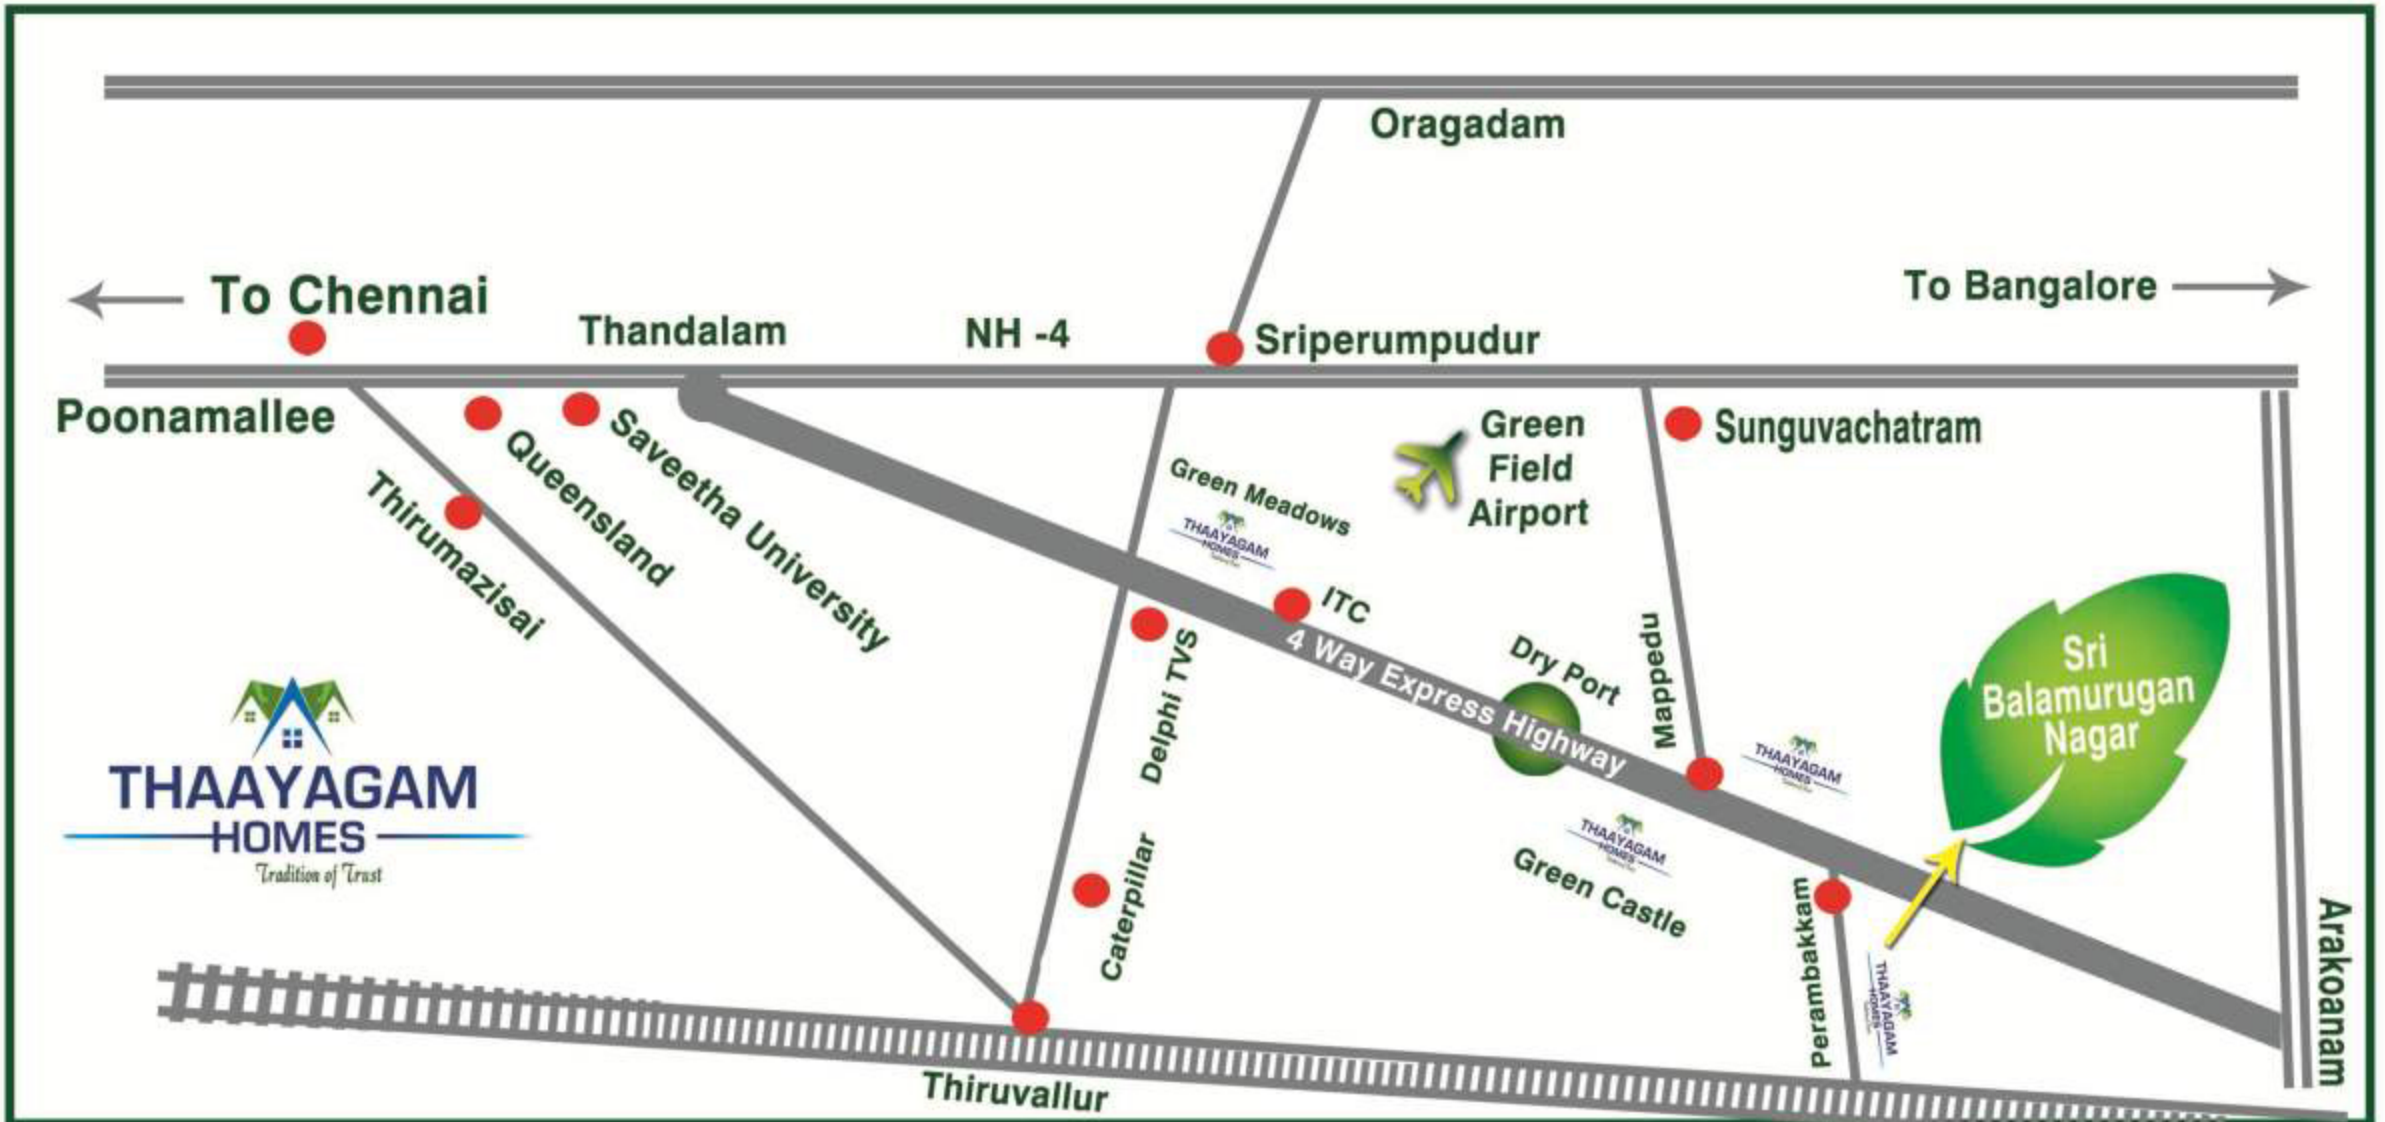 Oragadam
To Chennai
To Bangalore
Thandalam
NH -4
Sriperumpudur
Poonamallee
Queensland
Saveetha University
Thirumazisai
Green Meadows
THAAYAGAM
HOMES
Green
Field
Airport
Sunguvachatram
ITC
4 Way Express Highway
Dry Port
Mappedu
Delphi TVS
Caterpillar
Sri
Balamurugan
Nagar
THAAYAGAM
HOMES
THAAYAGAM
HOMES
Tradition of Trust
THAAYAGAM
HOMES
Green Castle
Perambakkam
THAAYAGAM
HOMES
Arakoanam
Thiruvallur